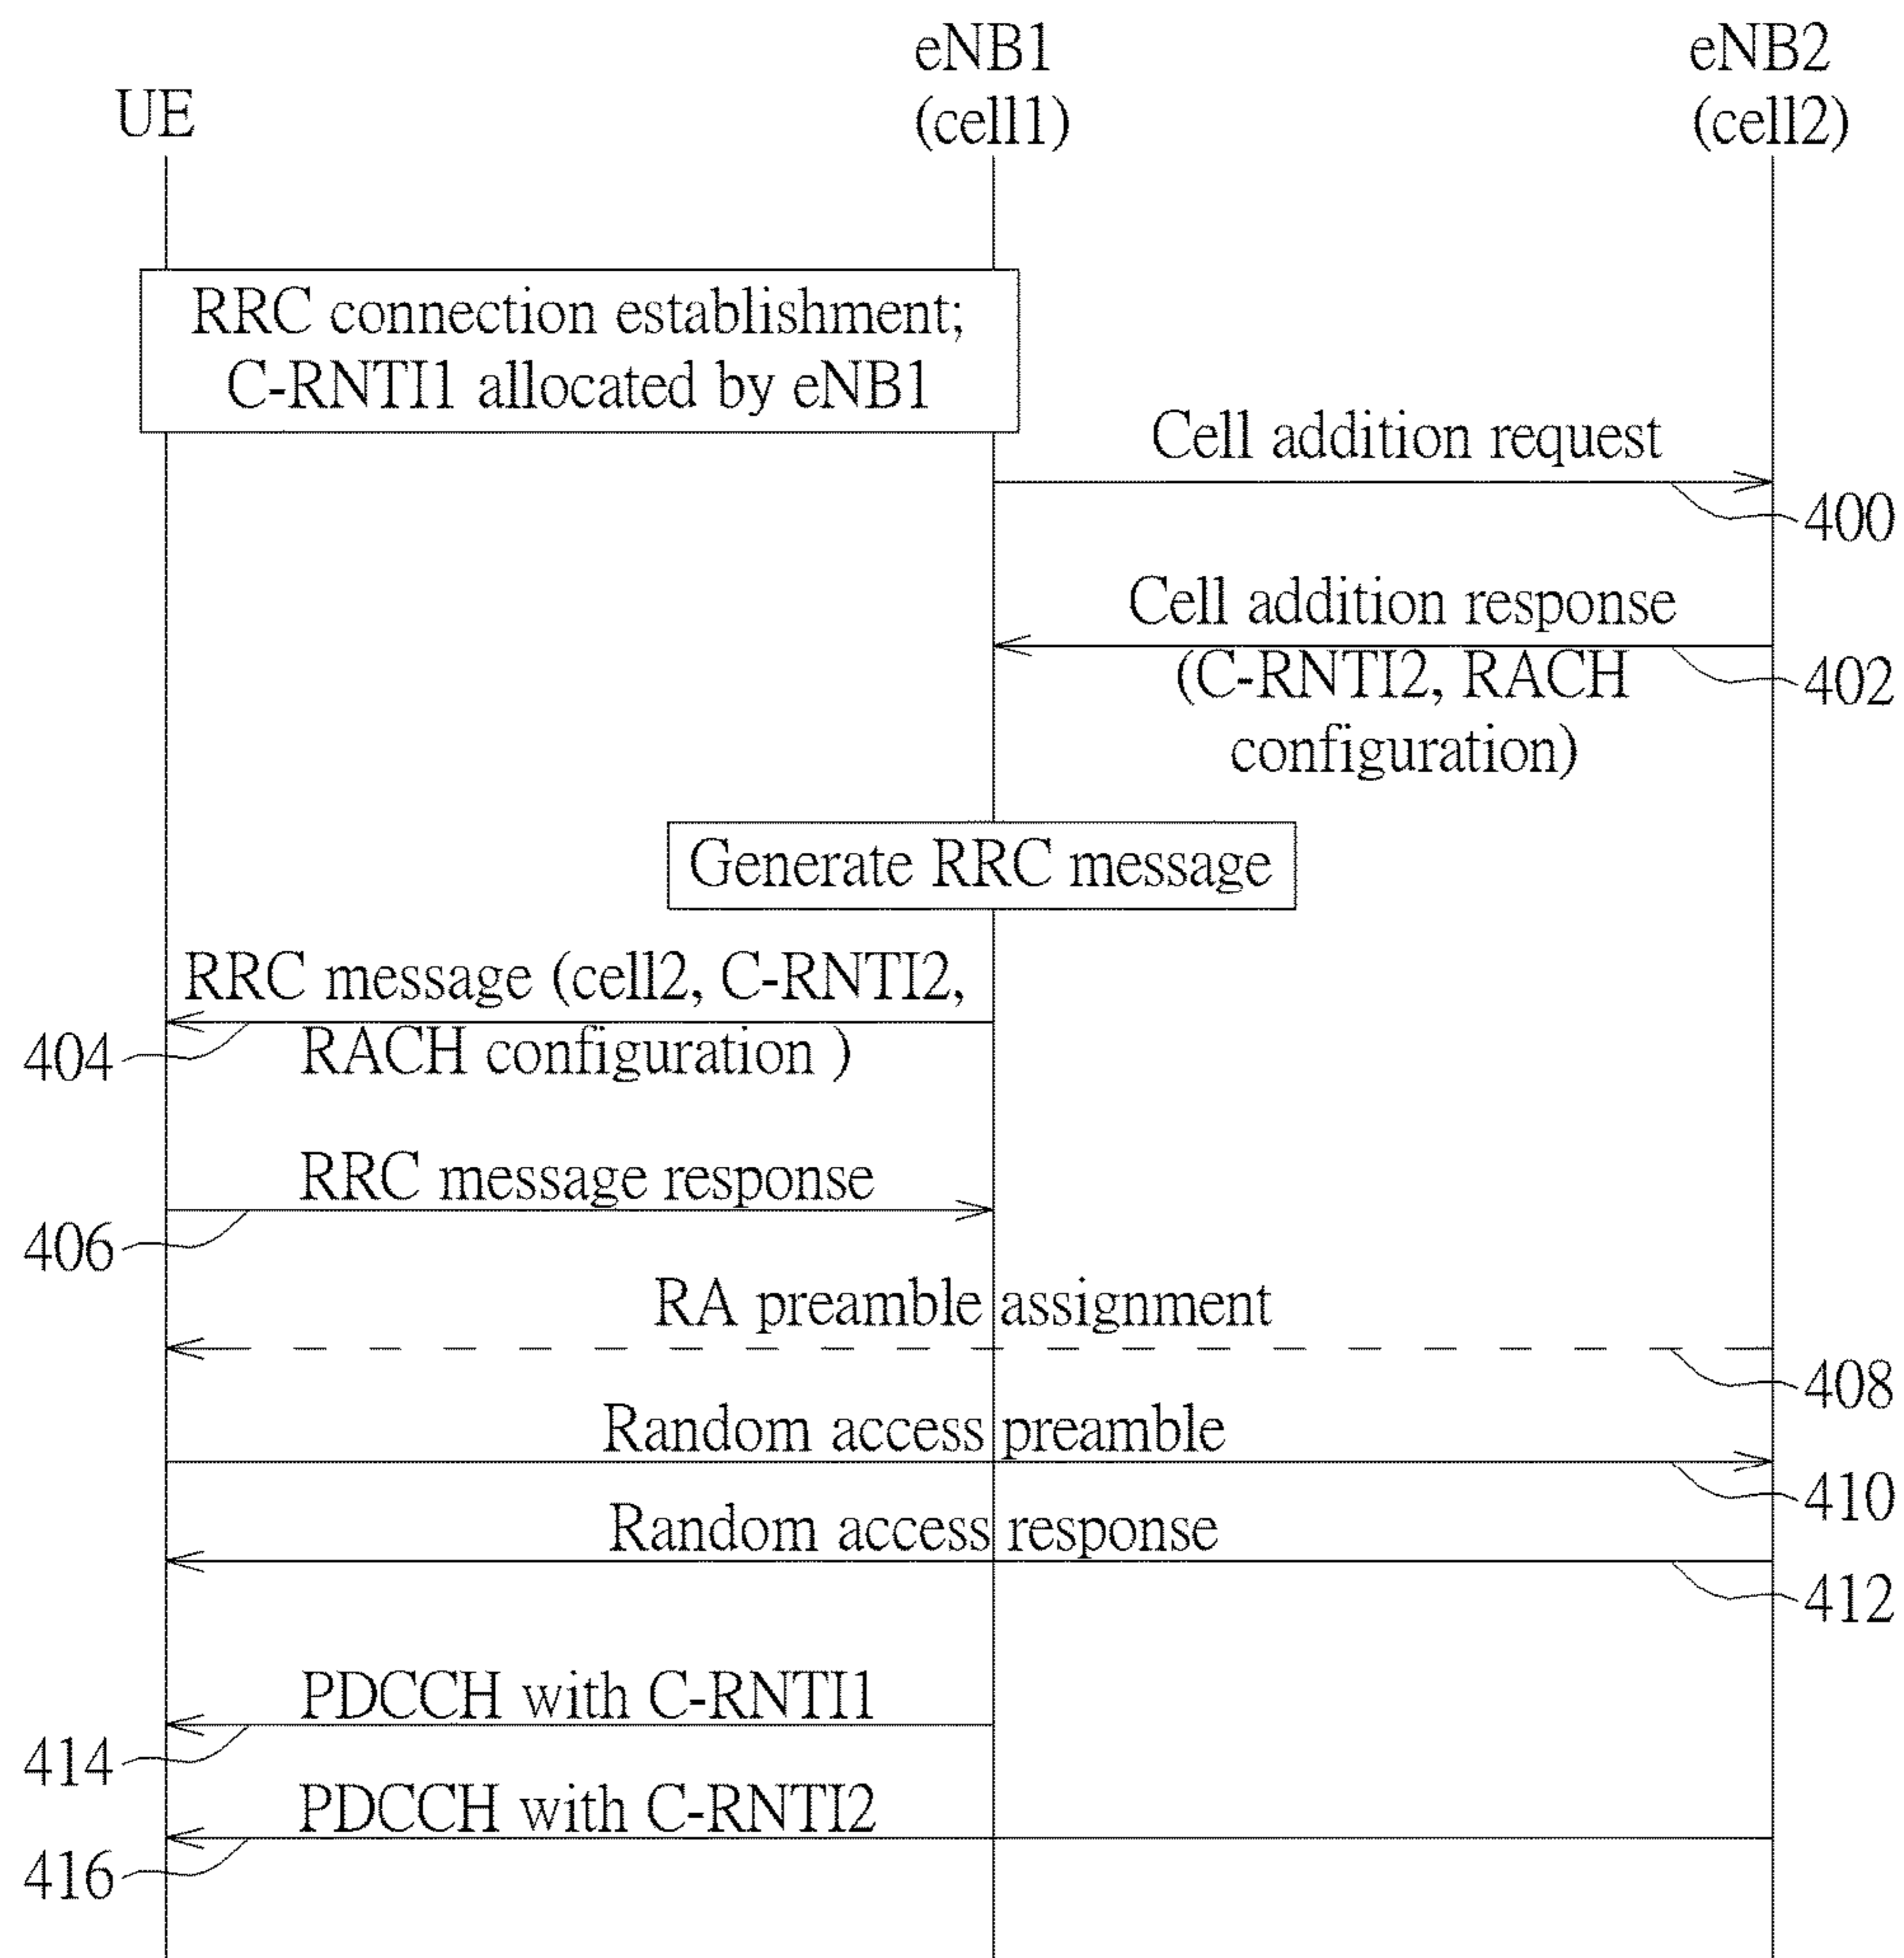 eNB1
(cell1)
eNB2
(cell2)
UE
RRC connection establishment;
C-RNTI1 allocated by eNB1
Cell addition request
400
Cell addition response
(C-RNTI2, RACH
configuration)
402
Generate RRC message
RRC message (cell2, C-RNTI2,
RACH configuration )
404
RRC message response
406
RA preamble assignment
408
Random access preamble
410
Random access response
412
PDCCH with C-RNTI1
414
PDCCH with C-RNTI2
416